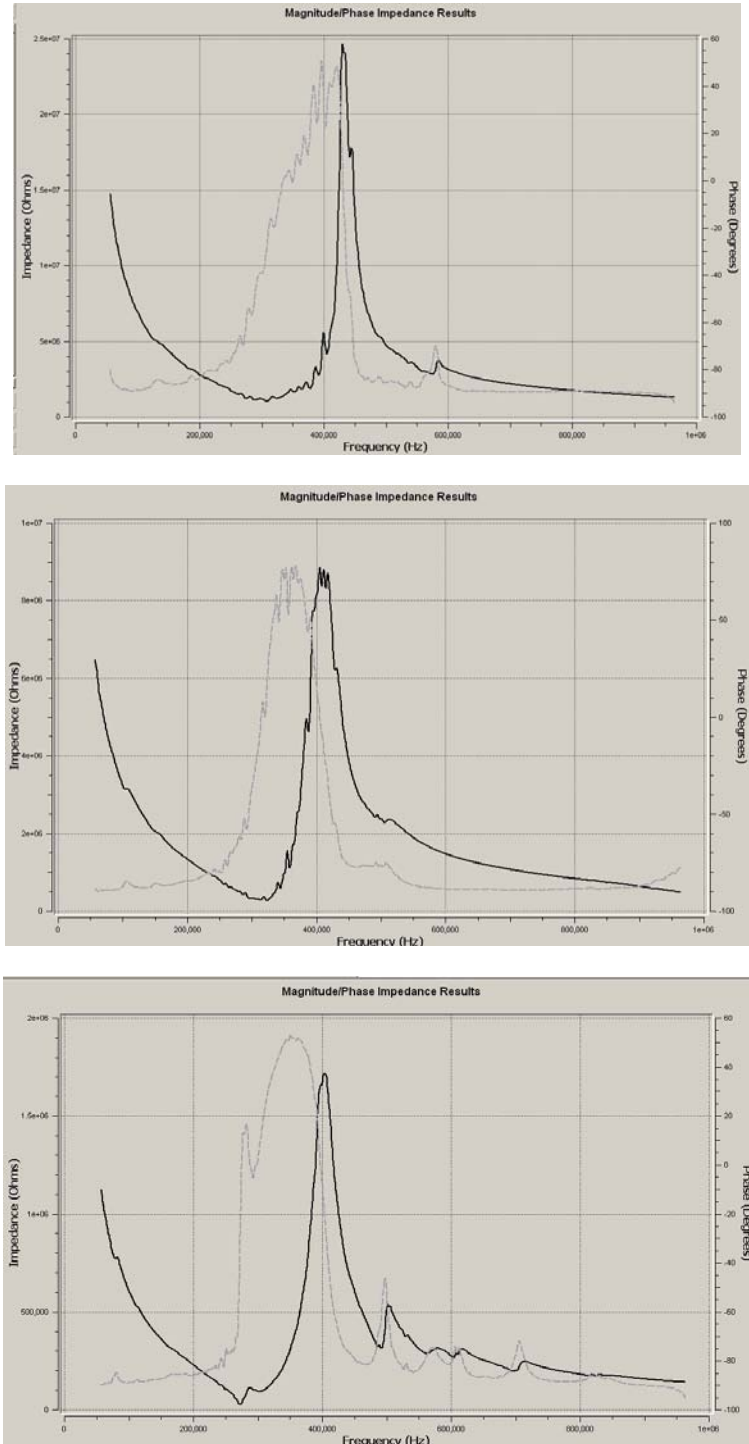 Magnitude/Phase Impedance Results
2.5e+07
2e+07
1.5e+07
1e+07
5e+06
0
Impedance (Ohms)
60
40
20
0
-20
-40
-60
-80
-100
Phase (Degrees)
0
200,000
400,000
600,000
800,000
1e+06
Frequency (Hz)
Magnitude/Phase Impedance Results
1e+07
8e+06
6e+06
4e+06
2e+06
0
Impedance (Ohms)
100
50
0
-50
-100
Phase (Degrees)
0
200,000
400,000
600,000
800,000
1e+06
Frequency (Hz)
Magnitude/Phase Impedance Results
2e+06
1.5e+06
1e+06
500,000
0
Impedance (Ohms)
60
40
20
0
-20
-40
-60
-80
-100
Phase (Degrees)
0
200,000
400,000
600,000
800,000
1e+06
Frequency (Hz)